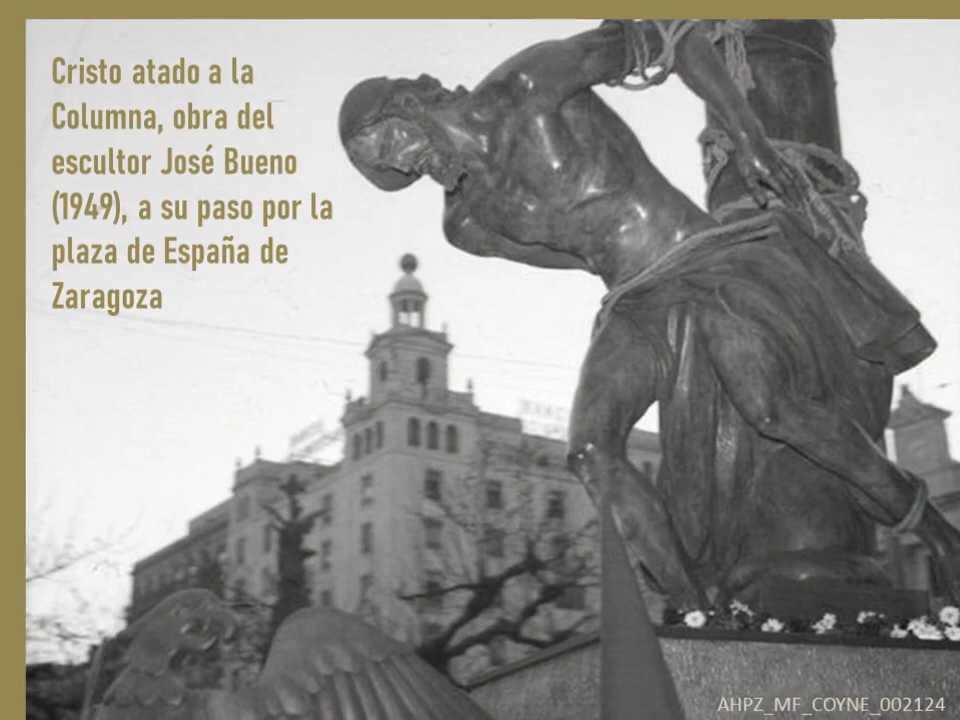 Cristo atado a la
Columna, obra del
escultor José Bueno
(1949), a su paso por la
plaza de España de
Zaragoza
AHPZ_MF_COYNE_002124